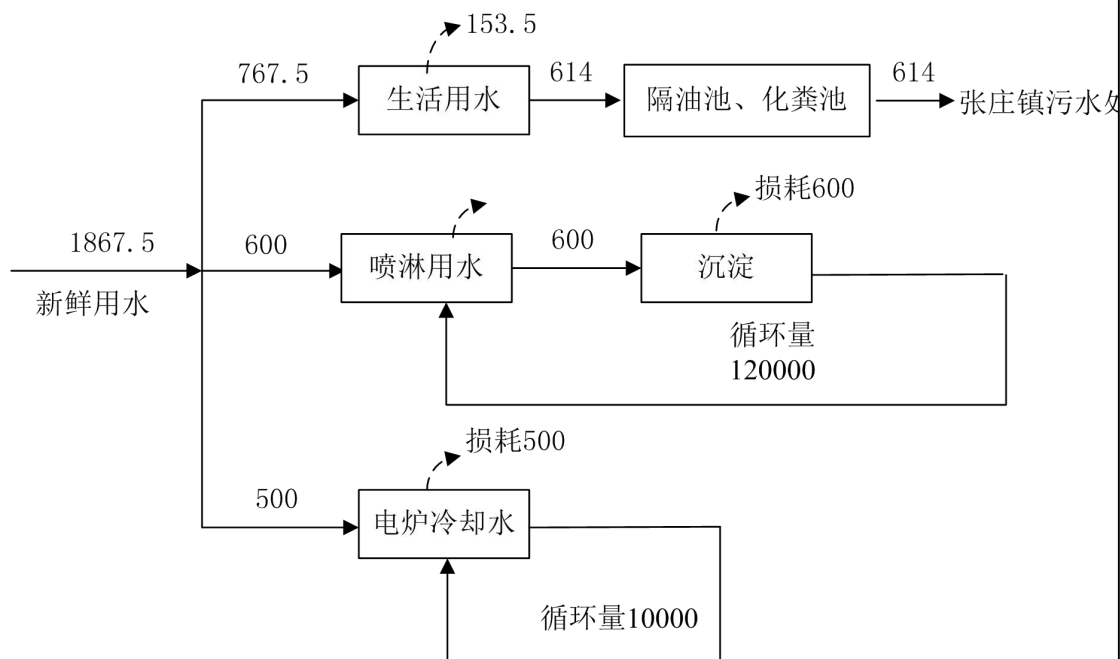 153.5
767.5
生活用水
614
隔油池、化粪池
614
张庄镇污水处
损耗600
1867.5
600
喷淋用水
600
沉淀
新鲜用水
循环量
120000
损耗500
500
电炉冷却水
循环量10000